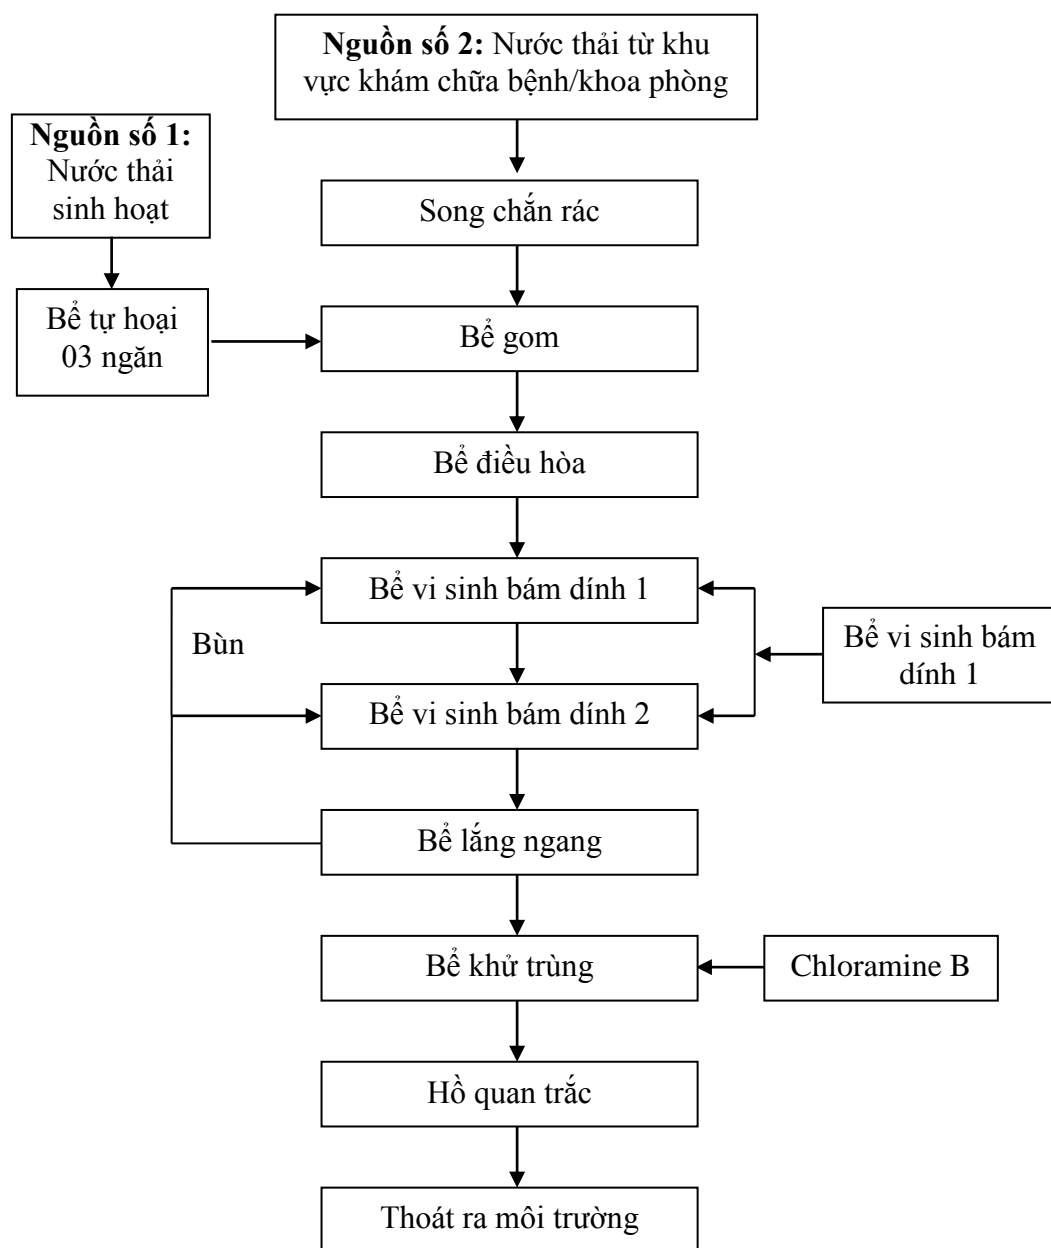 Nguồn số 2: Nước thải từ khu
vực khám chữa bệnh/khoa phòng
Nguồn số 1:
Nước thải
sinh hoạt
Song chắn rác
Bể tự hoại
03 ngăn
Bể gom
Bể điều hòa
Bể vi sinh bám dính 1
Bùn
Bể vi sinh bám
dính 1
Bể vi sinh bám dính 2
Bể lắng ngang
Bể khử trùng
Chloramine B
Hồ quan trắc
Thoát ra môi trường